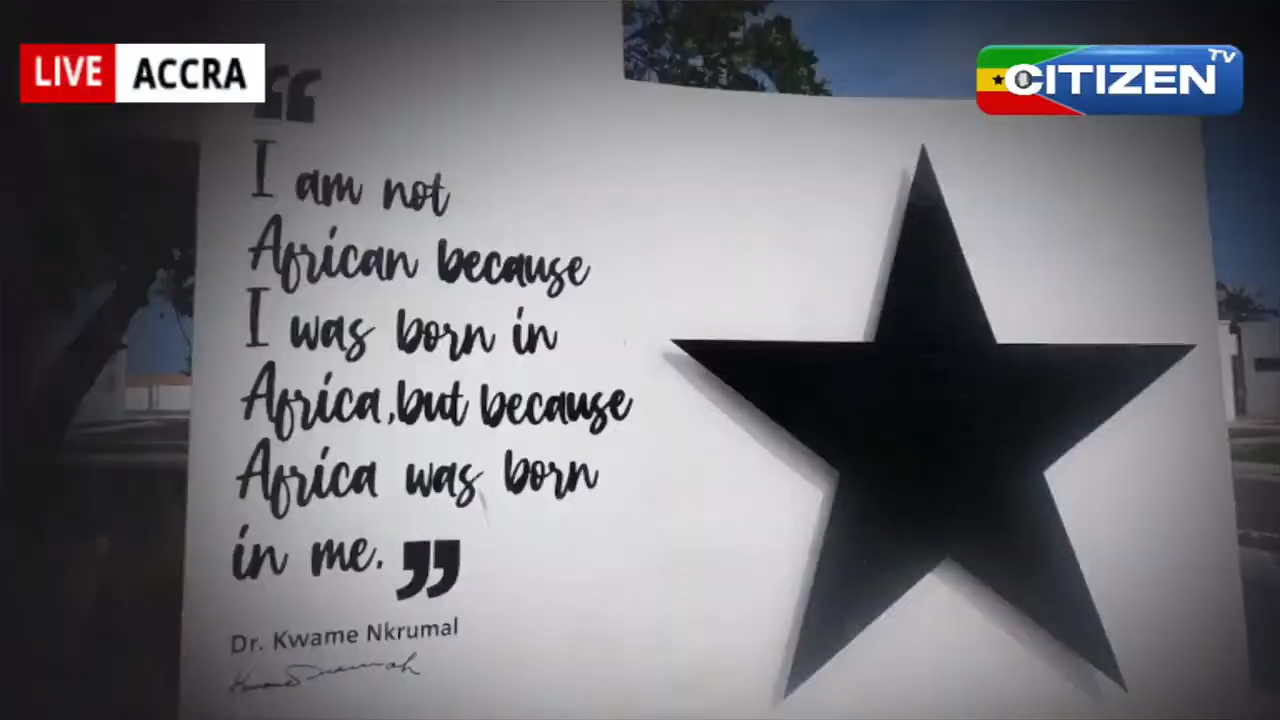 LIVE ACCRA
CITIZEN TV
“
I am not
African because
I was born in
Africa, but because
Africa was born
in me. ”
Dr. Kwame Nkrumal